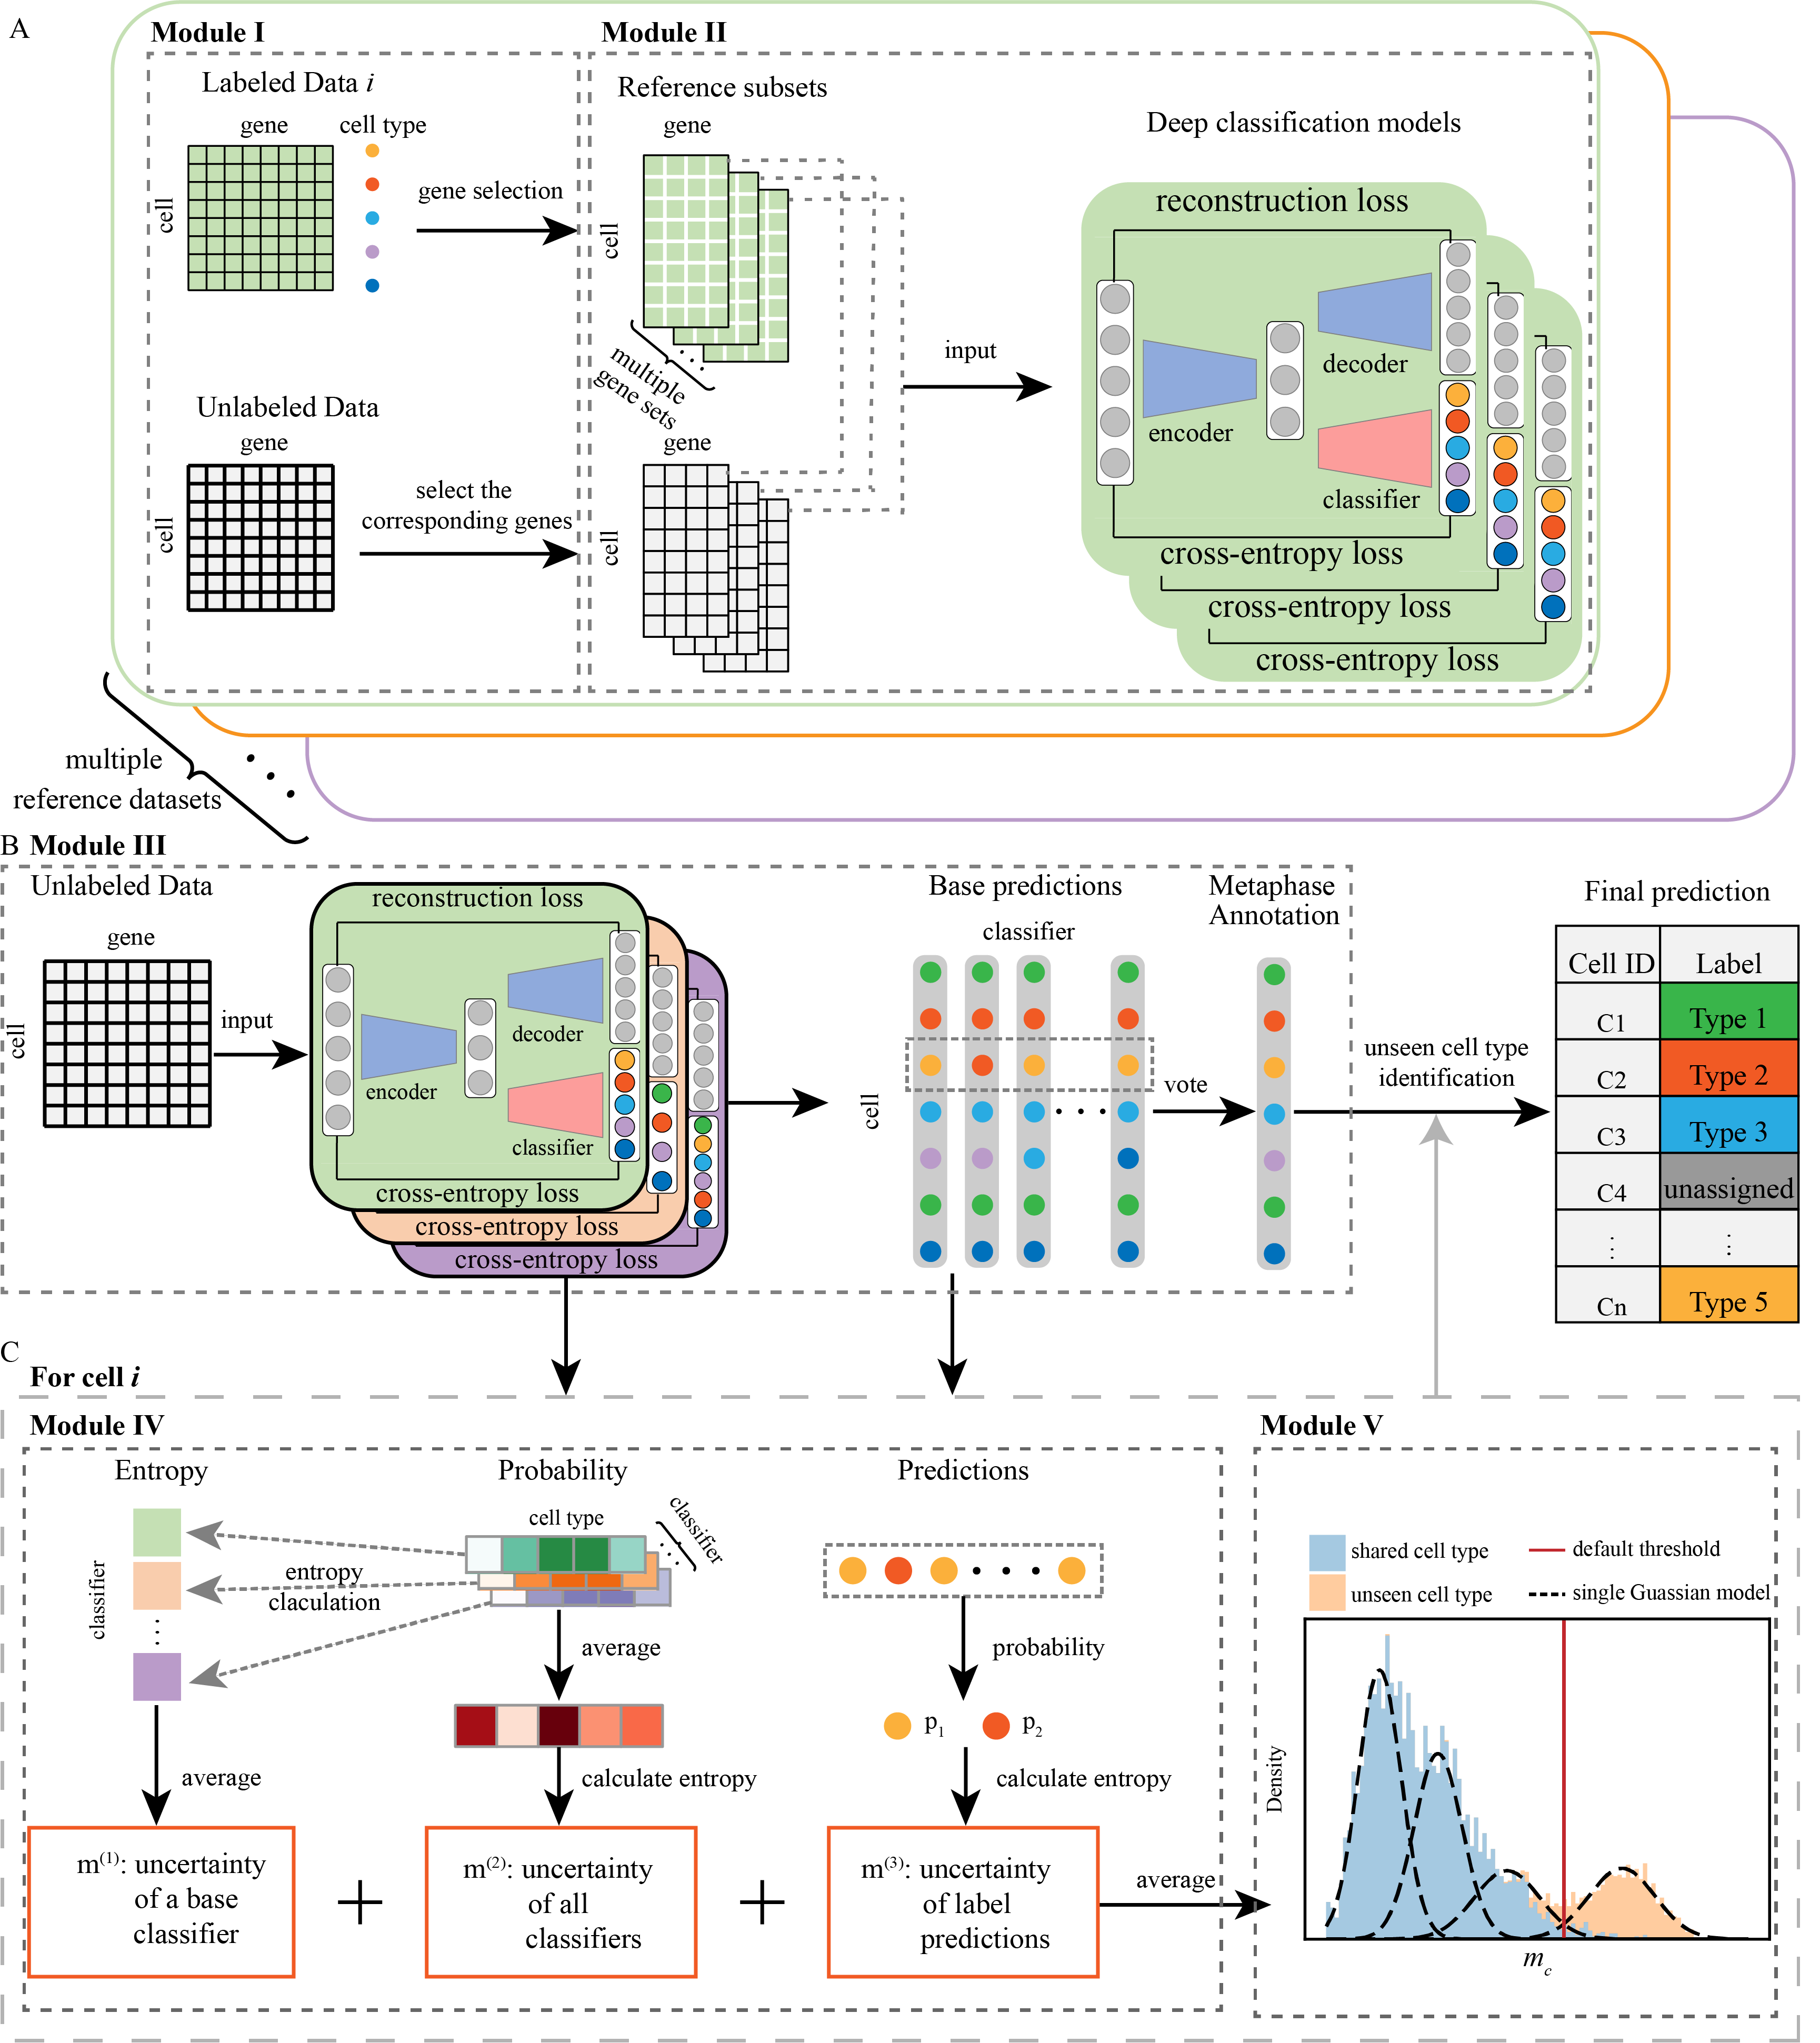 A
Module I
Module II
Labeled Data i
gene
cell type
cell
gene selection
Unlabeled Data
gene
cell
select the
corresponding genes
Reference subsets
gene
cell
multiple
gene sets
gene
cell
input
Deep classification models
reconstruction loss
encoder
decoder
classifier
cross-entropy loss
cross-entropy loss
cross-entropy loss
multiple
reference datasets
B
Module III
Unlabeled Data
gene
cell
input
reconstruction loss
encoder
decoder
classifier
cross-entropy loss
cross-entropy loss
cross-entropy loss
Base predictions
classifier
cell
vote
Metaphase
Annotation
unseen cell type
identification
Final prediction
Cell ID Label
C1 Type 1
C2 Type 2
C3 Type 3
C4 unassigned
⋮ ⋮
Cn Type 5
C
For cell i
Module IV
Entropy
classifier
entropy
claculation
average
Probability
cell type
classifier
average
calculate entropy
Predictions
probability
p1 p2
calculate entropy
m(1): uncertainty
of a base
classifier
+
m(2): uncertainty
of all
classifiers
+
m(3): uncertainty
of label
predictions
average
Module V
shared cell type
unseen cell type
default threshold
single Guassian model
Density
mc